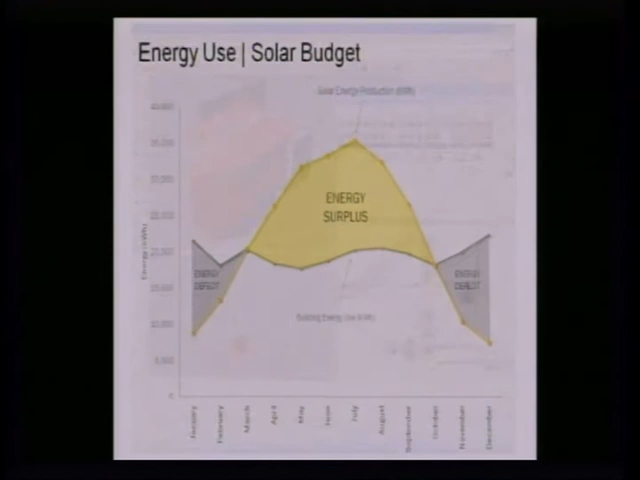 Energy Use | Solar Budget
Solar Energy Production (kWh)
40,000
35,000
30,000
25,000
20,000
15,000
10,000
5,000
0
Energy (kWh)
ENERGY
SURPLUS
ENERGY
DEFICIT
ENERGY
DEFICIT
Building Energy Use (kWh)
January
February
March
April
May
June
July
August
September
October
November
December